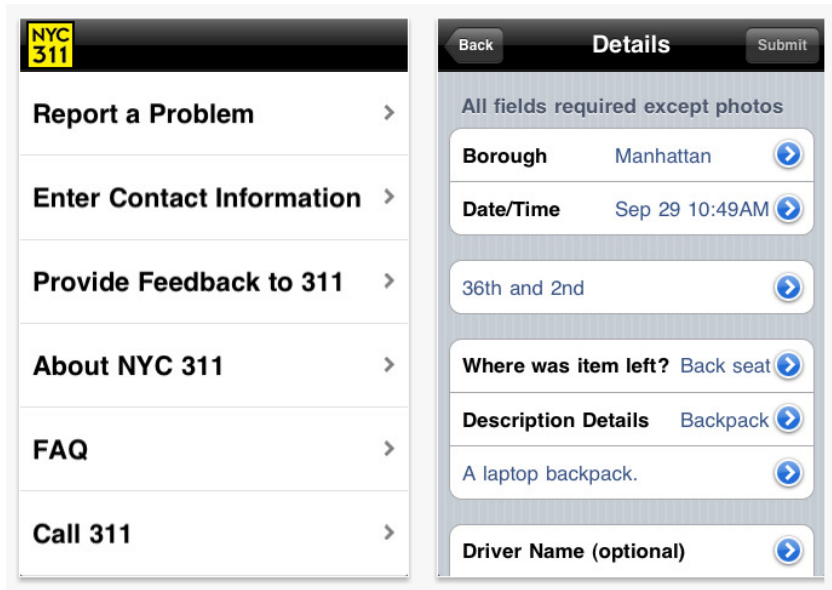 NYC
311
Report a Problem
Enter Contact Information
Provide Feedback to 311
About NYC 311
FAQ
Call 311
Back
Details
Submit
All fields required except photos
Borough Manhattan
Date/Time Sep 29 10:49AM
36th and 2nd
Where was item left? Back seat
Description Details Backpack
A laptop backpack.
Driver Name (optional)